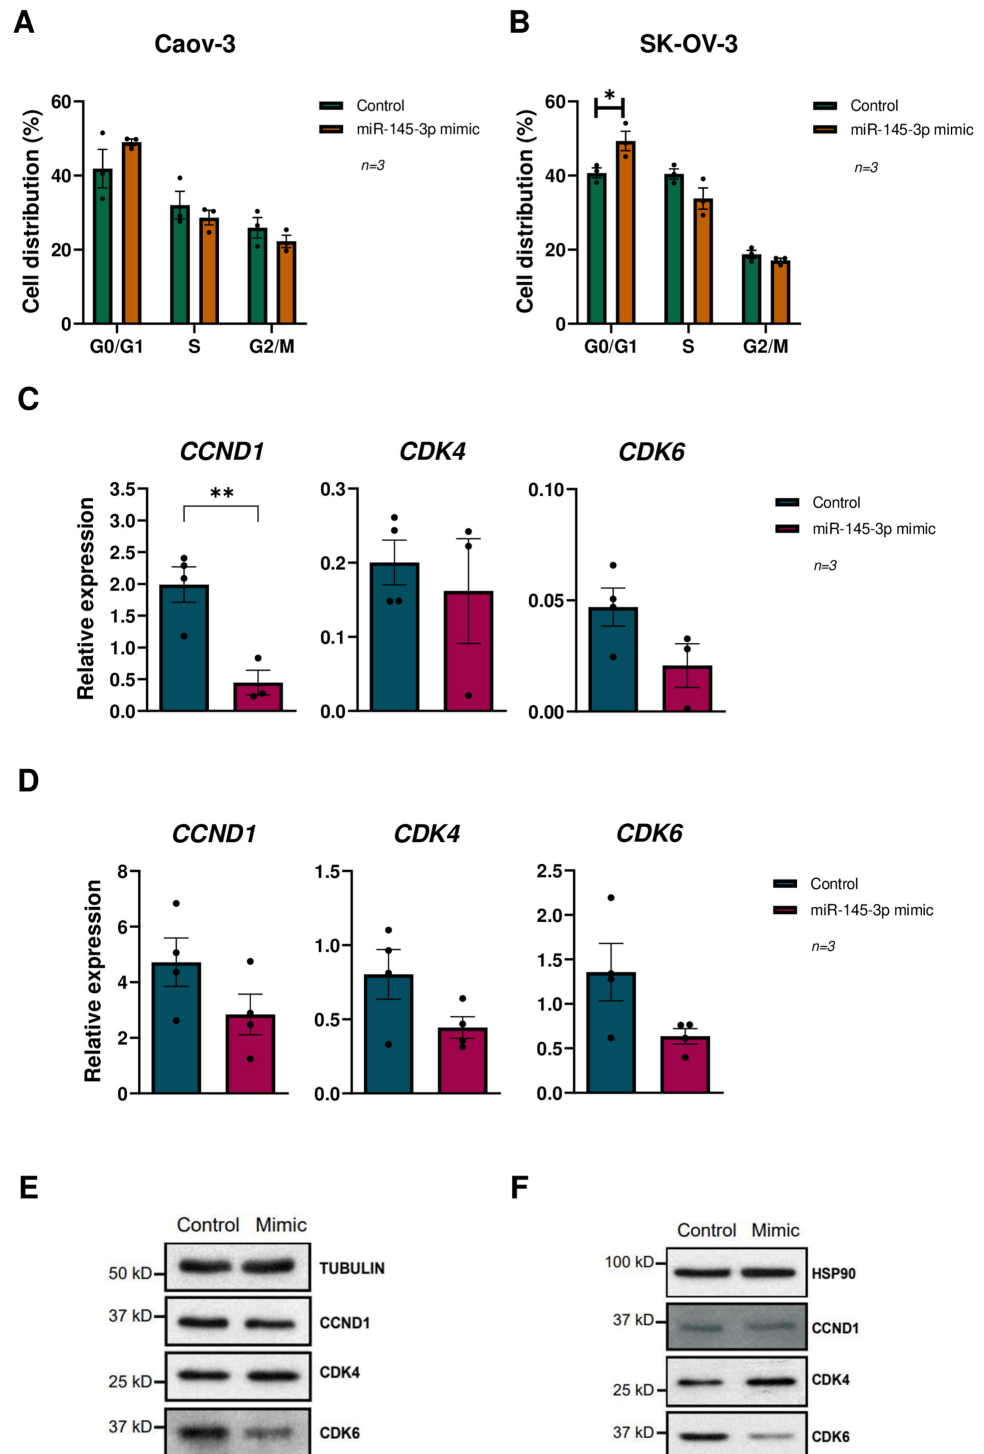 A
B
Caov-3
SK-OV-3
Cell distribution (%)
60
40
20
0
G0/G1
S
G2/M
Control
miR-145-3p mimic
n=3
Cell distribution (%)
60
40
20
0
*
G0/G1
S
G2/M
Control
miR-145-3p mimic
n=3
C
CCND1
CDK4
CDK6
Relative expression
3.5
3.0
2.5
2.0
1.5
1.0
0.5
0.0
**
0.3
0.2
0.1
0.0
0.10
0.05
0.00
Control
miR-145-3p mimic
n=3
D
CCND1
CDK4
CDK6
Relative expression
8
6
4
2
0
1.5
1.0
0.5
0.0
2.5
2.0
1.5
1.0
0.5
0.0
Control
miR-145-3p mimic
n=3
E
Control Mimic
50 kD
TUBULIN
37 kD
CCND1
25 kD
CDK4
37 kD
CDK6
F
Control Mimic
100 kD
HSP90
37 kD
CCND1
25 kD
CDK4
37 kD
CDK6